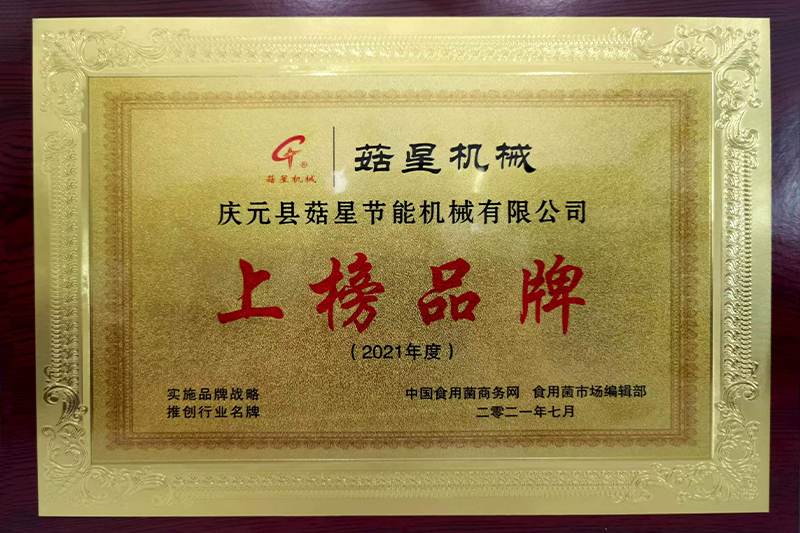 菇星机械
®
菇星机械
庆元县菇星节能机械有限公司
上榜品牌
（2021年度）
实施品牌战略
推创行业名牌
中国食用菌商务网 食用菌市场编辑部
二零二一年七月